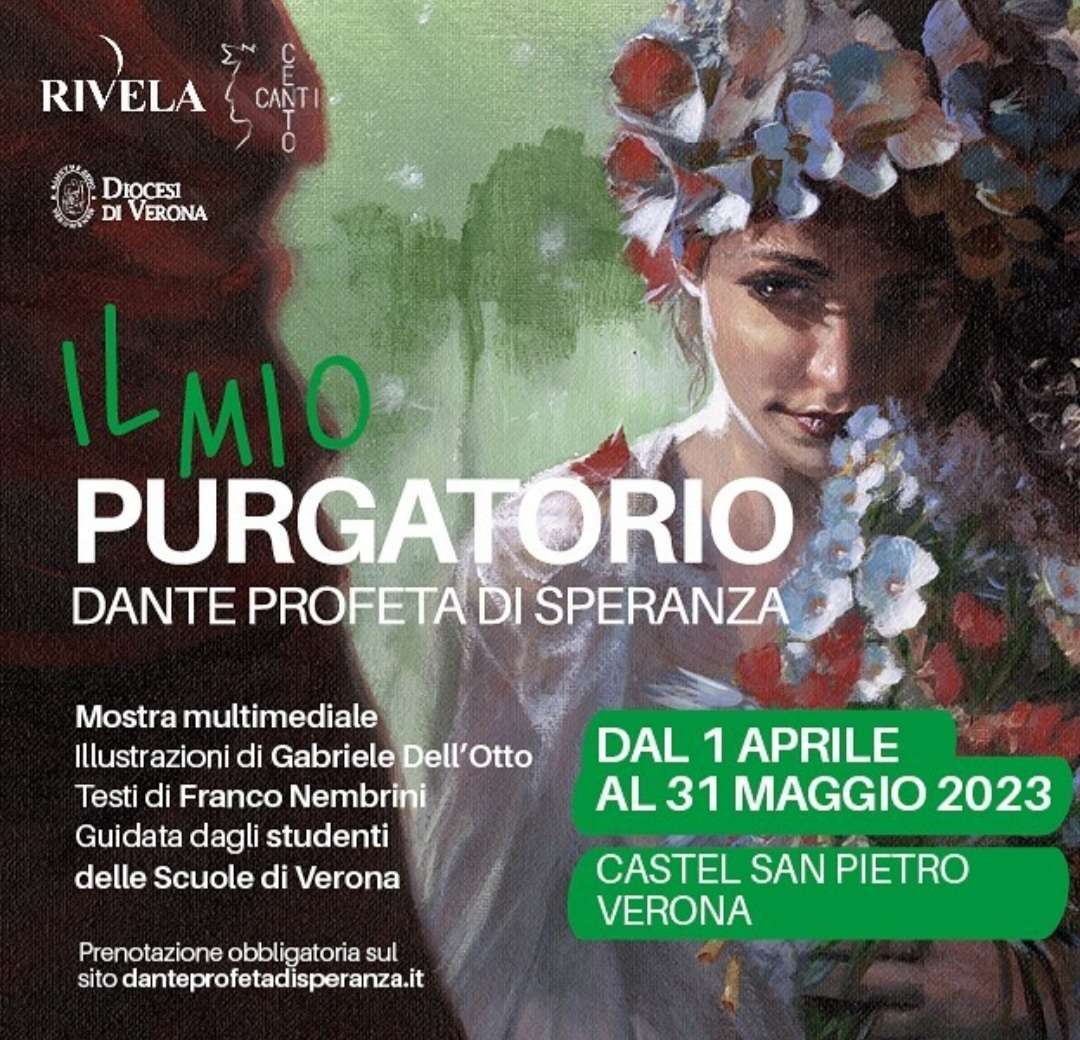 RIVELA
CENTO
CANTI
DIOCESI
DI VERONA
IL MIO
PURGATORIO
DANTE PROFETA DI SPERANZA
Mostra multimediale
Illustrazioni di Gabriele Dell'Otto
Testi di Franco Nembrini
Guidata dagli studenti
delle Scuole di Verona
Prenotazione obbligatoria sul
sito danteprofetadisperanza.it
DAL 1 APRILE
AL 31 MAGGIO 2023
CASTEL SAN PIETRO
VERONA